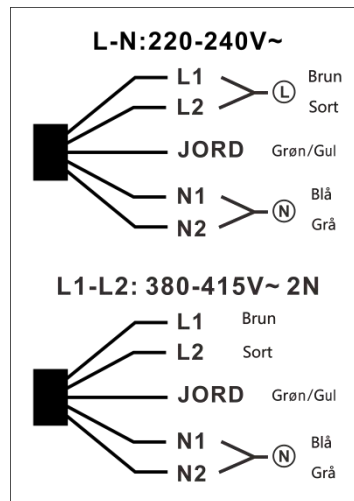 L-N:220-240V~
L1 Brun
L
L2 Sort
JORD Grøn/Gul
N1 Blå
N
N2 Grå
L1-L2: 380-415V~ 2N
L1 Brun
L2 Sort
JORD Grøn/Gul
N1 Blå
N
N2 Grå